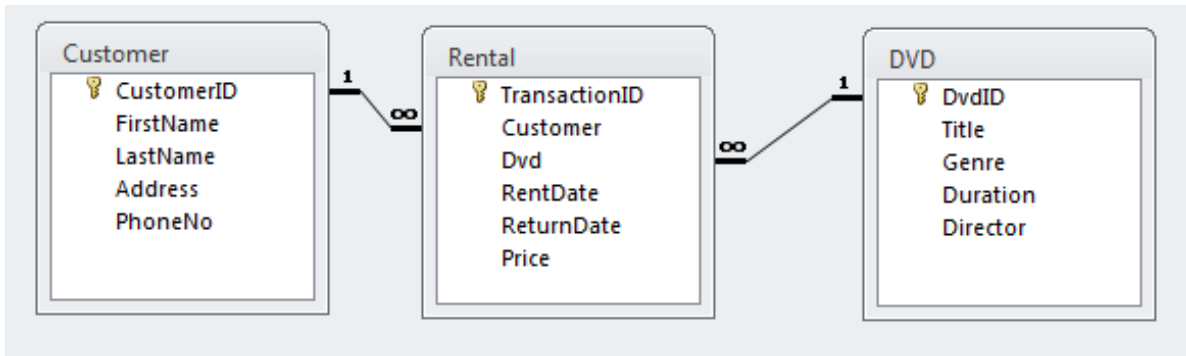 Customer
CustomerID
FirstName
LastName
Address
PhoneNo
1
∞
Rental
TransactionID
Customer
Dvd
RentDate
ReturnDate
Price
∞
1
DVD
DvdID
Title
Genre
Duration
Director